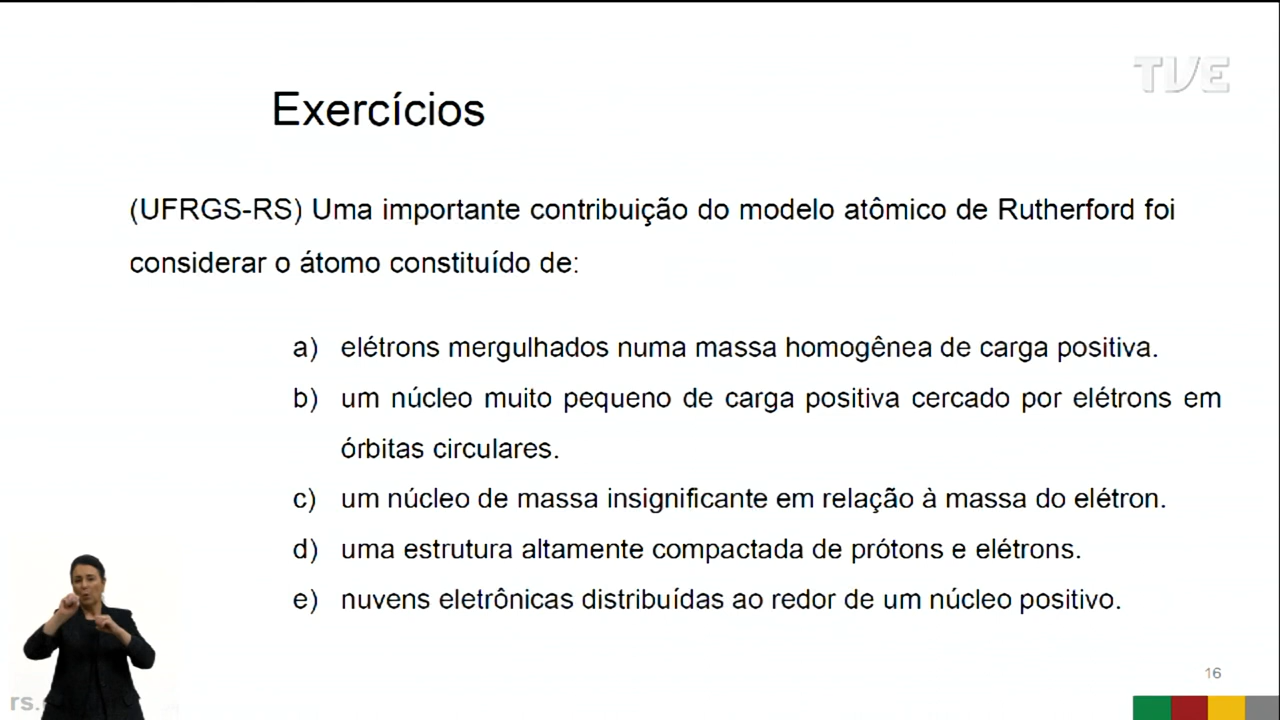 TVE
Exercícios
(UFRGS-RS) Uma importante contribuição do modelo atômico de Rutherford foi
considerar o átomo constituído de:
a) elétrons mergulhados numa massa homogênea de carga positiva.
b) um núcleo muito pequeno de carga positiva cercado por elétrons em
órbitas circulares.
c) um núcleo de massa insignificante em relação à massa do elétron.
d) uma estrutura altamente compactada de prótons e elétrons.
e) nuvens eletrônicas distribuídas ao redor de um núcleo positivo.
16
rs.